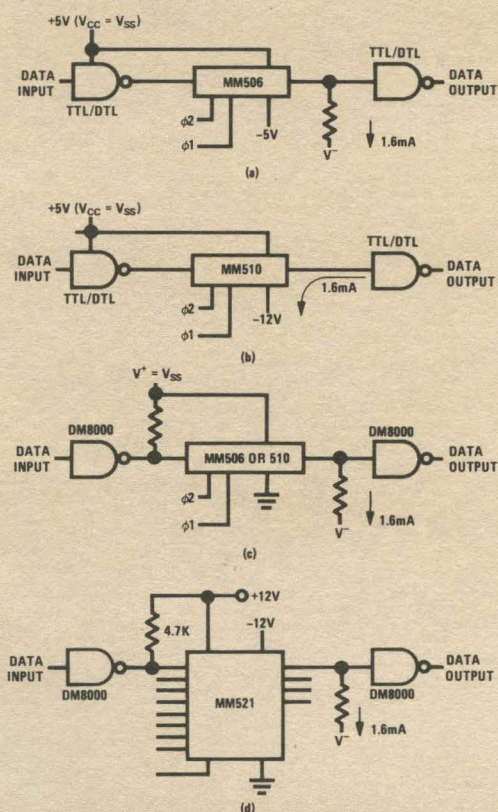 +5V (VCC = VSS)
TTL/DTL
DATA INPUT
MM506
DATA OUTPUT
TTL/DTL
ϕ2
ϕ1
−5V
V−
1.6mA
(a)
+5V (VCC = VSS)
TTL/DTL
DATA INPUT
MM510
DATA OUTPUT
TTL/DTL
1.6mA
ϕ2
ϕ1
−12V
(b)
V+ = VSS
DM8000
DM8000
DATA INPUT
MM506 OR 510
DATA OUTPUT
ϕ2
ϕ1
V−
1.6mA
(c)
+12V
4.7K
−12V
DATA INPUT
DM8000
MM521
DM8000
DATA OUTPUT
V−
1.6mA
(d)